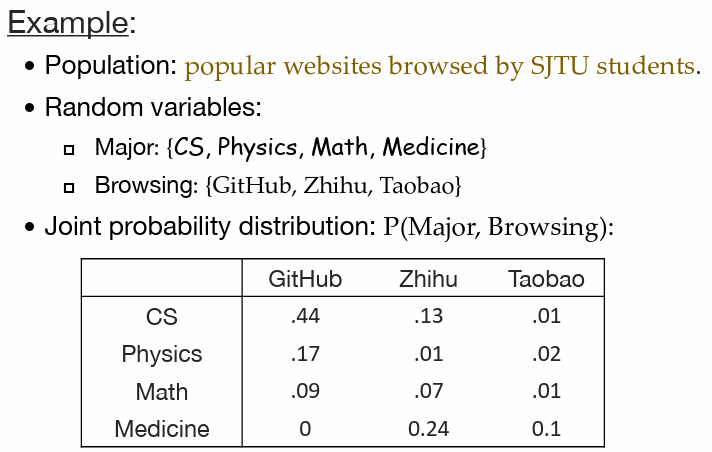 Example:
• Population: popular websites browsed by SJTU students.
• Random variables:
▫ Major: {CS, Physics, Math, Medicine}
▫ Browsing: {GitHub, Zhihu, Taobao}
• Joint probability distribution: P(Major, Browsing):
GitHub Zhihu Taobao
CS .44 .13 .01
Physics .17 .01 .02
Math .09 .07 .01
Medicine 0 0.24 0.1